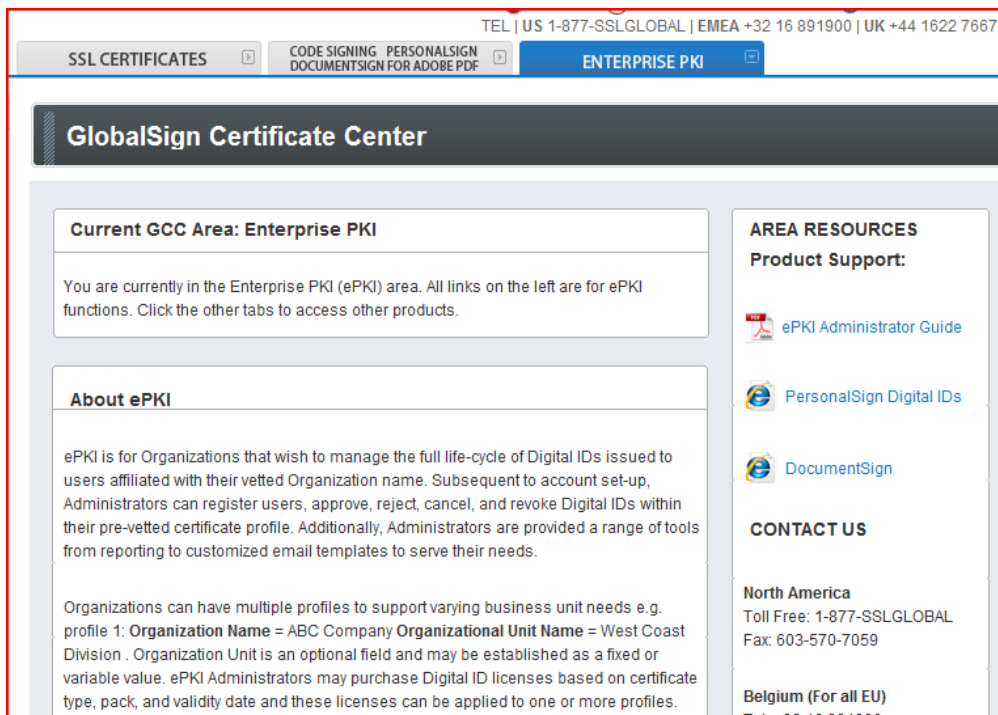 TEL | US 1-877-SSLGLOBAL | EMEA +32 16 891900 | UK +44 1622 7667
SSL CERTIFICATES
CODE SIGNING PERSONALSIGN
DOCUMENTSIGN FOR ADOBE PDF
ENTERPRISE PKI
GlobalSign Certificate Center
Current GCC Area: Enterprise PKI
You are currently in the Enterprise PKI (ePKI) area. All links on the left are for ePKI
functions. Click the other tabs to access other products.
About ePKI
ePKI is for Organizations that wish to manage the full life-cycle of Digital IDs issued to
users affiliated with their vetted Organization name. Subsequent to account set-up,
Administrators can register users, approve, reject, cancel, and revoke Digital IDs within
their pre-vetted certificate profile. Additionally, Administrators are provided a range of tools
from reporting to customized email templates to serve their needs.
Organizations can have multiple profiles to support varying business unit needs e.g.
profile 1: Organization Name = ABC Company Organizational Unit Name = West Coast
Division . Organization Unit is an optional field and may be established as a fixed or
variable value. ePKI Administrators may purchase Digital ID licenses based on certificate
type, pack, and validity date and these licenses can be applied to one or more profiles.
AREA RESOURCES
Product Support:
ePKI Administrator Guide
PersonalSign Digital IDs
DocumentSign
CONTACT US
North America
Toll Free: 1-877-SSLGLOBAL
Fax: 603-570-7059
Belgium (For all EU)